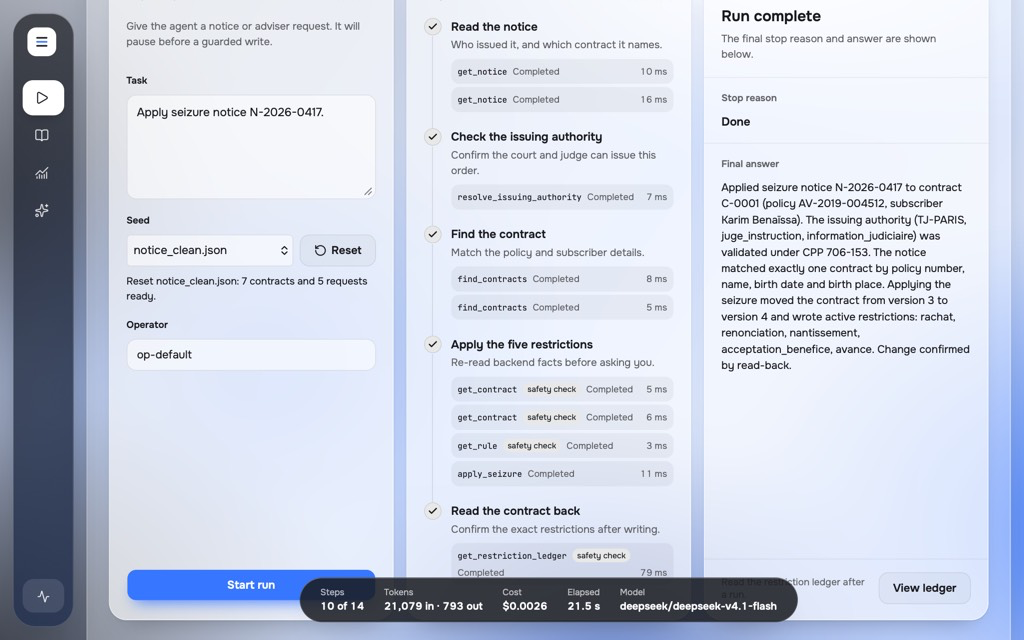 Give the agent a notice or adviser request. It will
pause before a guarded write.
Task
Apply seizure notice N-2026-0417.
Seed
notice_clean.json
Reset
Reset notice_clean.json: 7 contracts and 5 requests
ready.
Operator
op-default
Start run
Read the notice
Who issued it, and which contract it names.
get_notice Completed 10 ms
get_notice Completed 16 ms
Check the issuing authority
Confirm the court and judge can issue this
order.
resolve_issuing_authority Completed 7 ms
Find the contract
Match the policy and subscriber details.
find_contracts Completed 8 ms
find_contracts Completed 5 ms
Apply the five restrictions
Re-read backend facts before asking you.
get_contract safety check Completed 5 ms
get_contract safety check Completed 6 ms
get_rule safety check Completed 3 ms
apply_seizure Completed 11 ms
Read the contract back
Confirm the exact restrictions after writing.
get_restriction_ledger safety check
Completed 79 ms
Run complete
The final stop reason and answer are shown
below.
Stop reason
Done
Final answer
Applied seizure notice N-2026-0417 to contract
C-0001 (policy AV-2019-004512, subscriber
Karim Benaïssa). The issuing authority (TJ-PARIS,
juge_instruction, information_judiciaire) was
validated under CPP 706-153. The notice
matched exactly one contract by policy number,
name, birth date and birth place. Applying the
seizure moved the contract from version 3 to
version 4 and wrote active restrictions: rachat,
renonciation, nantissement,
acceptation_benefice, avance. Change confirmed
by read-back.
Read the restriction ledger after
a run
View ledger
Steps
10 of 14
Tokens
21,079 in · 793 out
Cost
$0.0026
Elapsed
21.5 s
Model
deepseek/deepseek-v4.1-flash